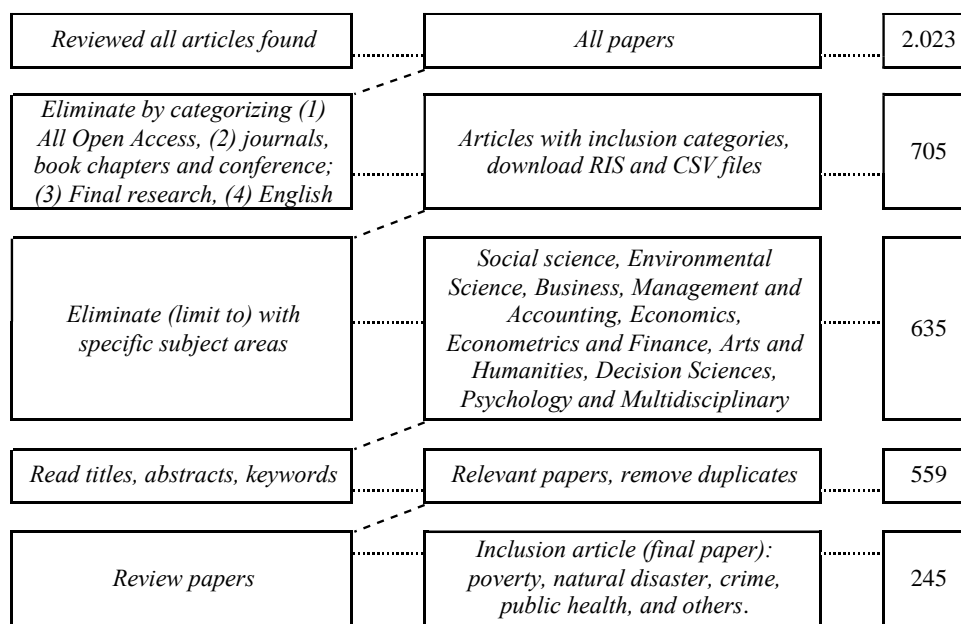 Reviewed all articles found
All papers
2.023
Eliminate by categorizing (1)
All Open Access, (2) journals,
book chapters and conference;
(3) Final research, (4) English
Articles with inclusion categories,
download RIS and CSV files
705
Eliminate (limit to) with
specific subject areas
Social science, Environmental
Science, Business, Management and
Accounting, Economics,
Econometrics and Finance, Arts and
Humanities, Decision Sciences,
Psychology and Multidisciplinary
635
Read titles, abstracts, keywords
Relevant papers, remove duplicates
559
Review papers
Inclusion article (final paper):
poverty, natural disaster, crime,
public health, and others.
245